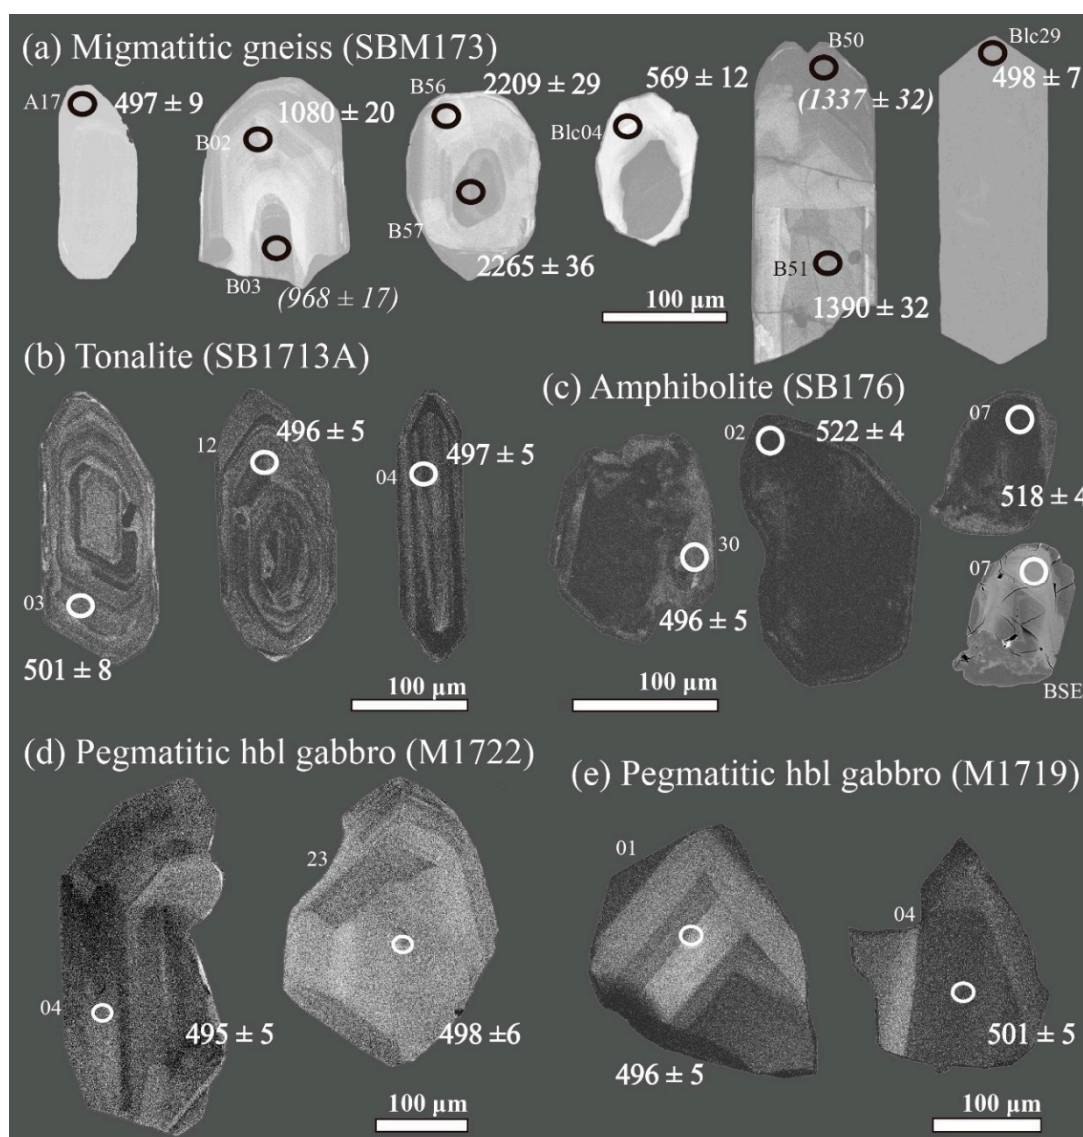 (a) Migmatitic gneiss (SBM173)
A17
497 ± 9
1080 ± 20
B02
B03
(968 ± 17)
B56
2209 ± 29
B57
2265 ± 36
569 ± 12
Blc04
100 µm
B50
(1337 ± 32)
B51
1390 ± 32
Blc29
498 ± 7
(b) Tonalite (SB1713A)
03
501 ± 8
12
496 ± 5
04
497 ± 5
100 µm
(c) Amphibolite (SB176)
30
496 ± 5
02
522 ± 4
07
518 ± 4
07
BSE
100 µm
(d) Pegmatitic hbl gabbro (M1722)
04
495 ± 5
23
498 ±6
100 µm
(e) Pegmatitic hbl gabbro (M1719)
01
496 ± 5
04
501 ± 5
100 µm